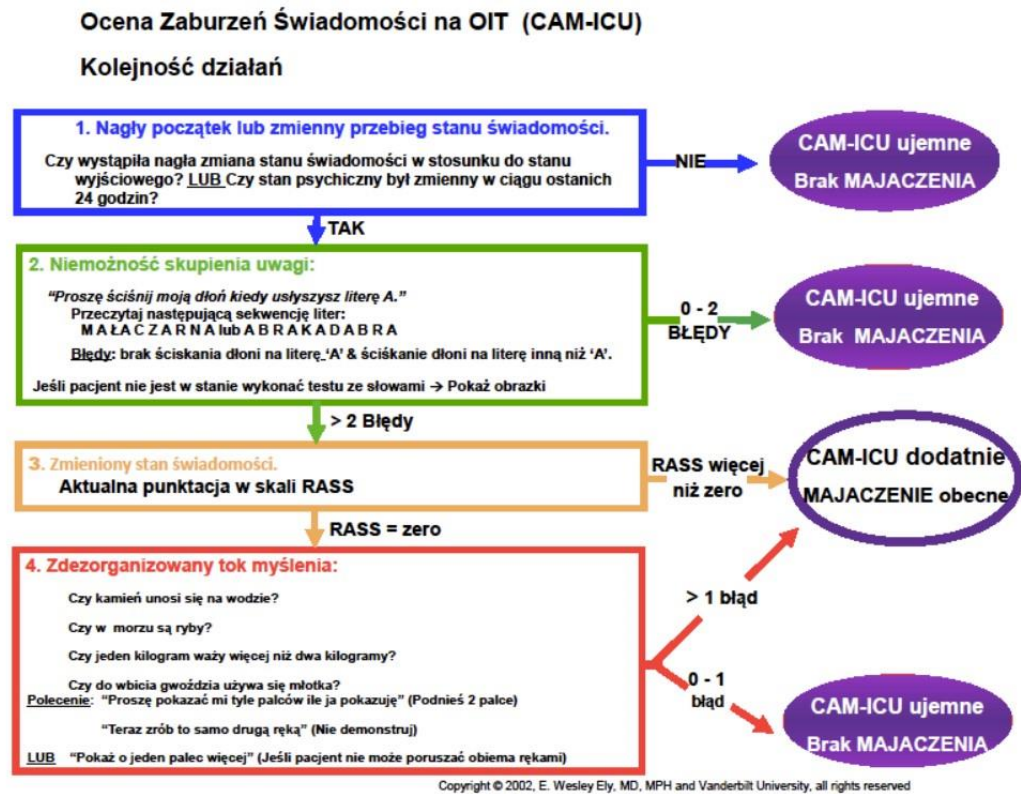 Ocena Zaburzeń Świadomości na OIT (CAM-ICU)
Kolejność działań
1. Nagły początek lub zmienny przebieg stanu świadomości.
Czy wystąpiła nagła zmiana stanu świadomości w stosunku do stanu
wyjściowego? LUB Czy stan psychiczny był zmienny w ciągu ostanich
24 godzin?
NIE
CAM-ICU ujemne
Brak MAJACZENIA
TAK
2. Niemożność skupienia uwagi:
“Proszę ściśnij moją dłoń kiedy usłyszysz literę A.”
Przeczytaj następującą sekwencję liter:
M A Ł A C Z A R N A lub A B R A K A D A B R A
Błędy: brak ściskania dłoni na literę ‘A’ & ściśkanie dłoni na literę inną niż ‘A’.
Jeśli pacjent nie jest w stanie wykonać testu ze słowami → Pokaż obrazki
0 - 2
BŁĘDY
CAM-ICU ujemne
Brak MAJACZENIA
> 2 Błędy
3. Zmieniony stan świadomości.
Aktualna punktacja w skali RASS
RASS więcej
niż zero
CAM-ICU dodatnie
MAJACZENIE obecne
RASS = zero
4. Zdezorganizowany tok myślenia:
Czy kamień unosi się na wodzie?
Czy w morzu są ryby?
Czy jeden kilogram waży więcej niż dwa kilogramy?
Czy do wbicia gwoździa używa się młotka?
Polecenie: “Proszę pokazać mi tyle palców ile ja pokazuję” (Podnieś 2 palce)
“Teraz zrób to samo drugą ręką” (Nie demonstruj)
LUB “Pokaż o jeden palec więcej” (Jeśli pacjent nie może poruszać obiema rękami)
> 1 błąd
0 - 1
błąd
CAM-ICU ujemne
Brak MAJACZENIA
Copyright © 2002, E. Wesley Ely, MD, MPH and Vanderbilt University, all rights reserved